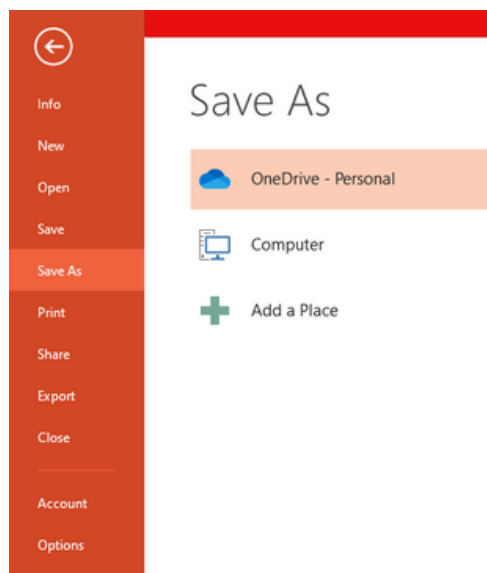 Info
New
Open
Save
Save As
Print
Share
Export
Close
Account
Options
Save As
OneDrive - Personal
Computer
Add a Place